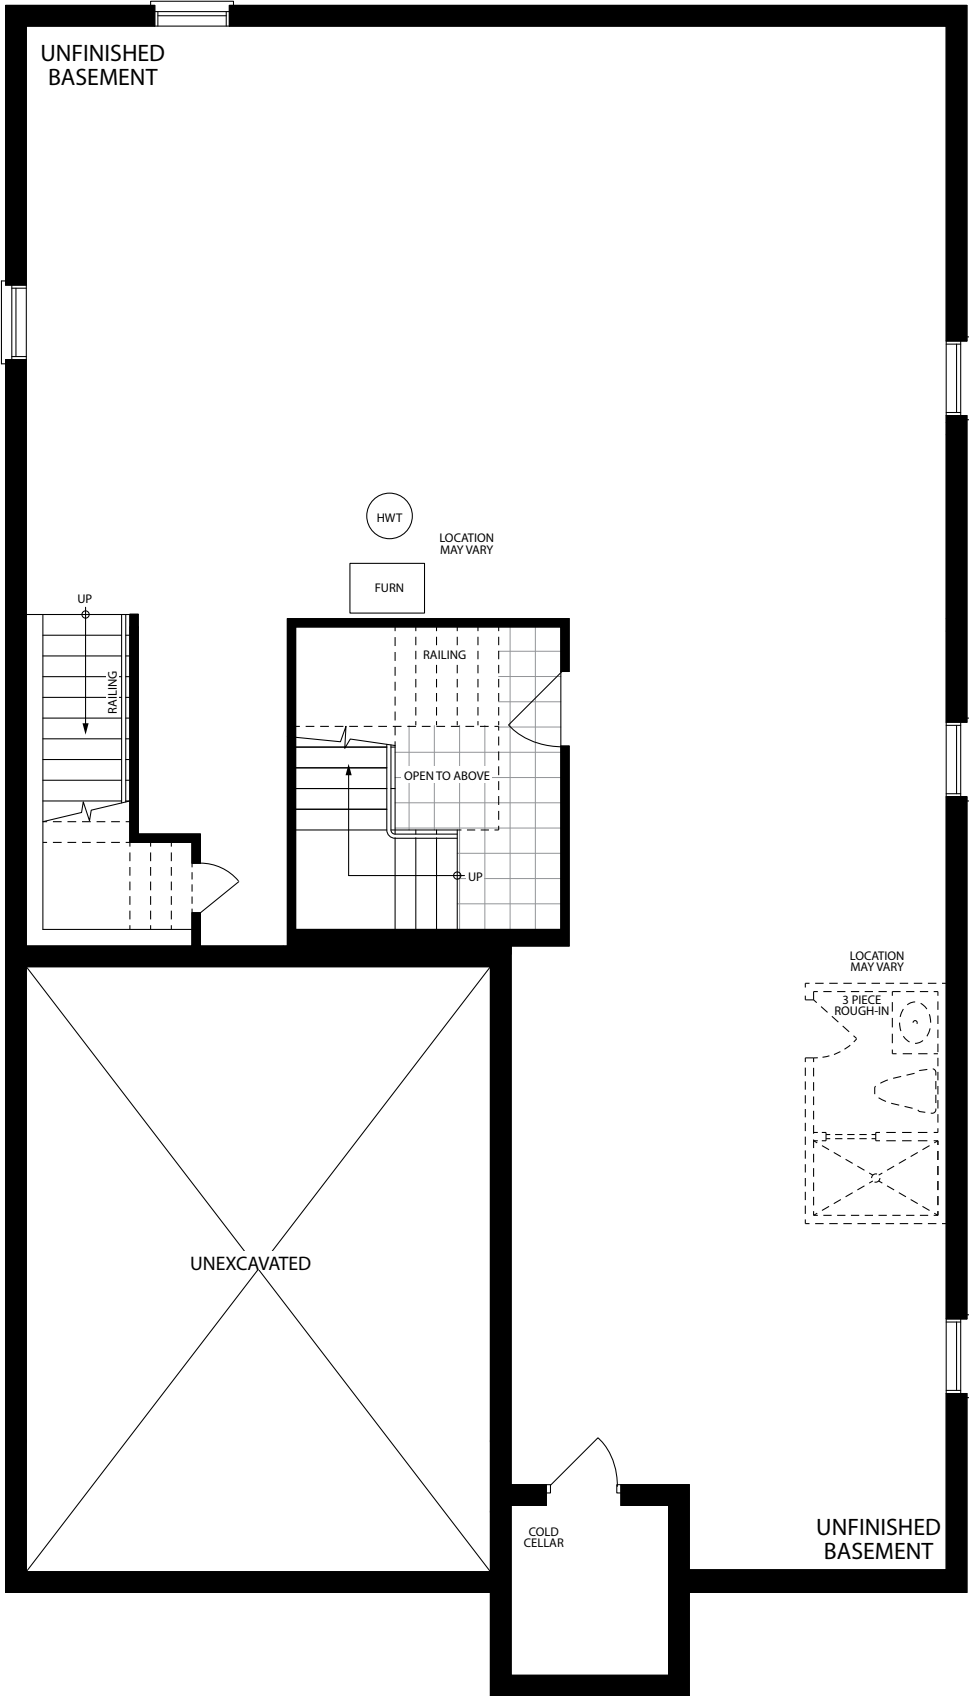 UNFINISHED
BASEMENT
HWT
LOCATION
MAY VARY
FURN
UP
RAILING
RAILING
OPEN TO ABOVE
UP
LOCATION
MAY VARY
3 PIECE
ROUGH-IN
UNEXCAVATED
COLD
CELLAR
UNFINISHED
BASEMENT